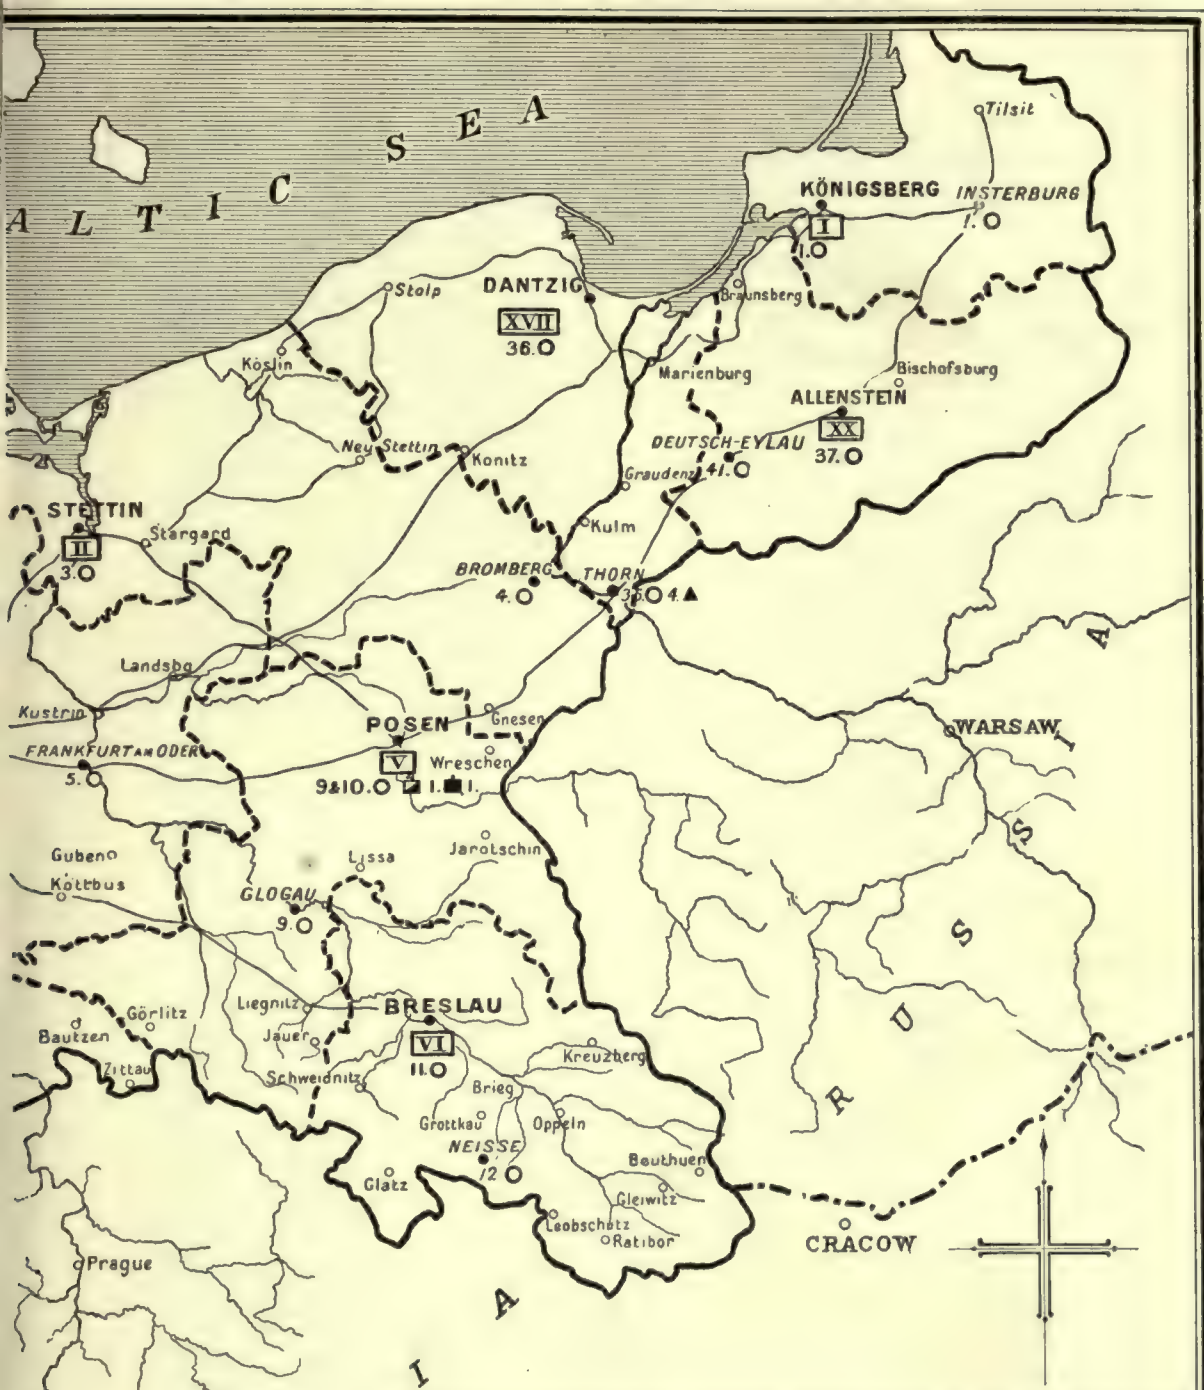 ALTIC SEA
Tilsit
KÖNIGSBERG
INSTERBURG
I
1.
1.
Braunsberg
Stolp
DANTZIG
XVII
36.
Köslin
Marienburg
Bischofsburg
ALLENSTEIN
XX
37.
DEUTSCH-EYLAU
41.
Neu Stettin
Konitz
Graudenz
STETTIN
II
3.
Stargard
Kulm
BROMBERG
4.
THORN
35. 4.
Landsbg
Kustrin
POSEN
Gnesen
V
Wreschen
9&10. 1. 1.
FRANKFURT AM ODER
5.
WARSAW
Guben
Kottbus
Lissa
Jarotschin
GLOGAU
9.
Liegnitz
BRESLAU
VI
11.
Görlitz
Bautzen
Zittau
Jauer
Schweidnitz
Kreuzberg
Brieg
Grottkau
Oppeln
NEISSE
12
Glatz
Beuthuen
Gleiwitz
Leobschutz
Ratibor
RUSSIA
CRACOW
Prague
I A